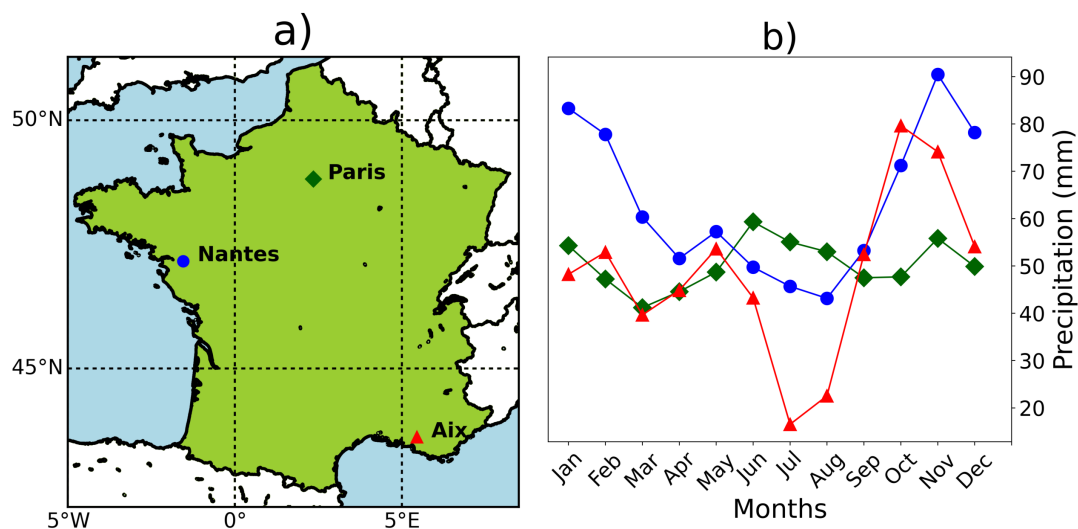 a)
50°N
45°N
5°W
0°
5°E
Paris
Nantes
Aix
b)
90
80
70
60
50
40
30
20
Precipitation (mm)
Jan
Feb
Mar
Apr
May
Jun
Jul
Aug
Sep
Oct
Nov
Dec
Months